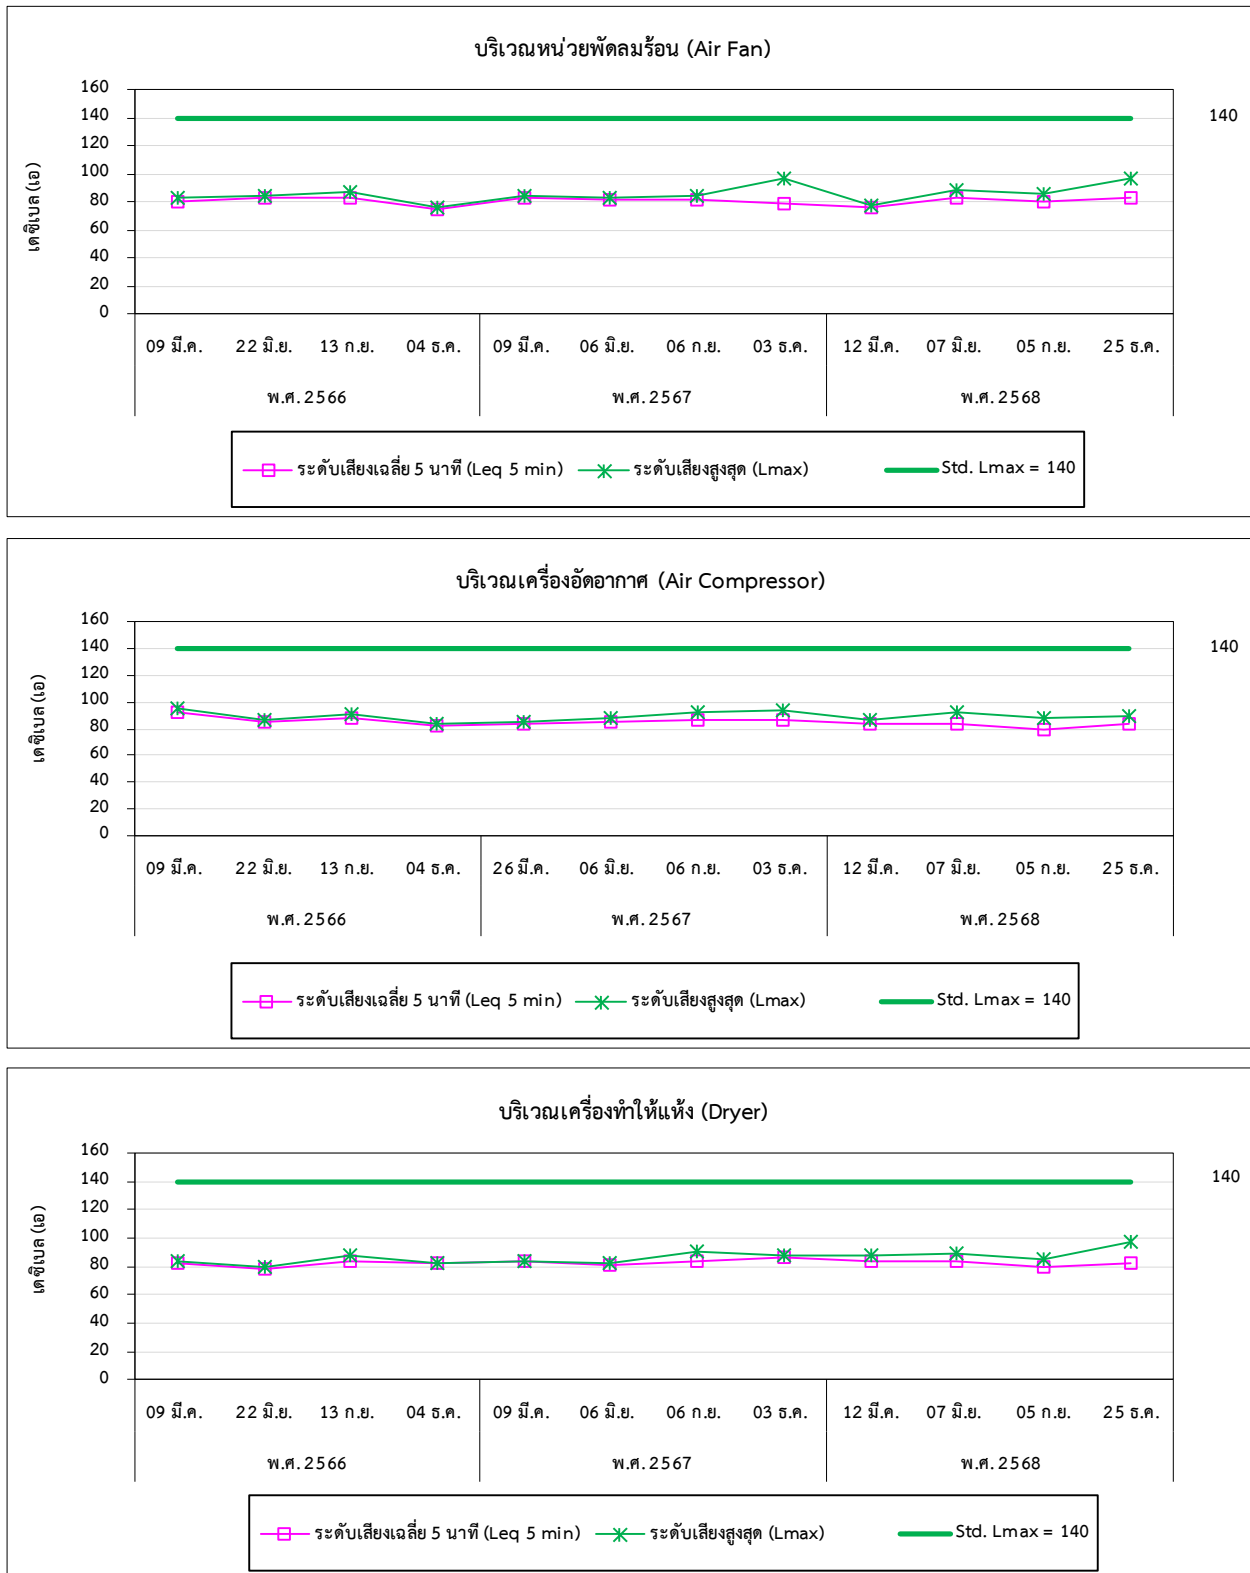 บริเวณหน่วยพัดลมร้อน (Air Fan)
160
140
120
100
80
60
40
20
0
เดซิเบล (เอ)
140
09 มี.ค. 22 มิ.ย. 13 ก.ย. 04 ธ.ค. 09 มี.ค. 06 มิ.ย. 06 ก.ย. 03 ธ.ค. 12 มี.ค. 07 มิ.ย. 05 ก.ย. 25 ธ.ค.
พ.ศ. 2566 พ.ศ. 2567 พ.ศ. 2568
ระดับเสียงเฉลี่ย 5 นาที (Leq 5 min) ระดับเสียงสูงสุด (Lmax) Std. Lmax = 140
บริเวณเครื่องอัดอากาศ (Air Compressor)
160
140
120
100
80
60
40
20
0
เดซิเบล (เอ)
140
09 มี.ค. 22 มิ.ย. 13 ก.ย. 04 ธ.ค. 26 มี.ค. 06 มิ.ย. 06 ก.ย. 03 ธ.ค. 12 มี.ค. 07 มิ.ย. 05 ก.ย. 25 ธ.ค.
พ.ศ. 2566 พ.ศ. 2567 พ.ศ. 2568
ระดับเสียงเฉลี่ย 5 นาที (Leq 5 min) ระดับเสียงสูงสุด (Lmax) Std. Lmax = 140
บริเวณเครื่องทำให้แห้ง (Dryer)
160
140
120
100
80
60
40
20
0
เดซิเบล (เอ)
140
09 มี.ค. 22 มิ.ย. 13 ก.ย. 04 ธ.ค. 09 มี.ค. 06 มิ.ย. 06 ก.ย. 03 ธ.ค. 12 มี.ค. 07 มิ.ย. 05 ก.ย. 25 ธ.ค.
พ.ศ. 2566 พ.ศ. 2567 พ.ศ. 2568
ระดับเสียงเฉลี่ย 5 นาที (Leq 5 min) ระดับเสียงสูงสุด (Lmax) Std. Lmax = 140